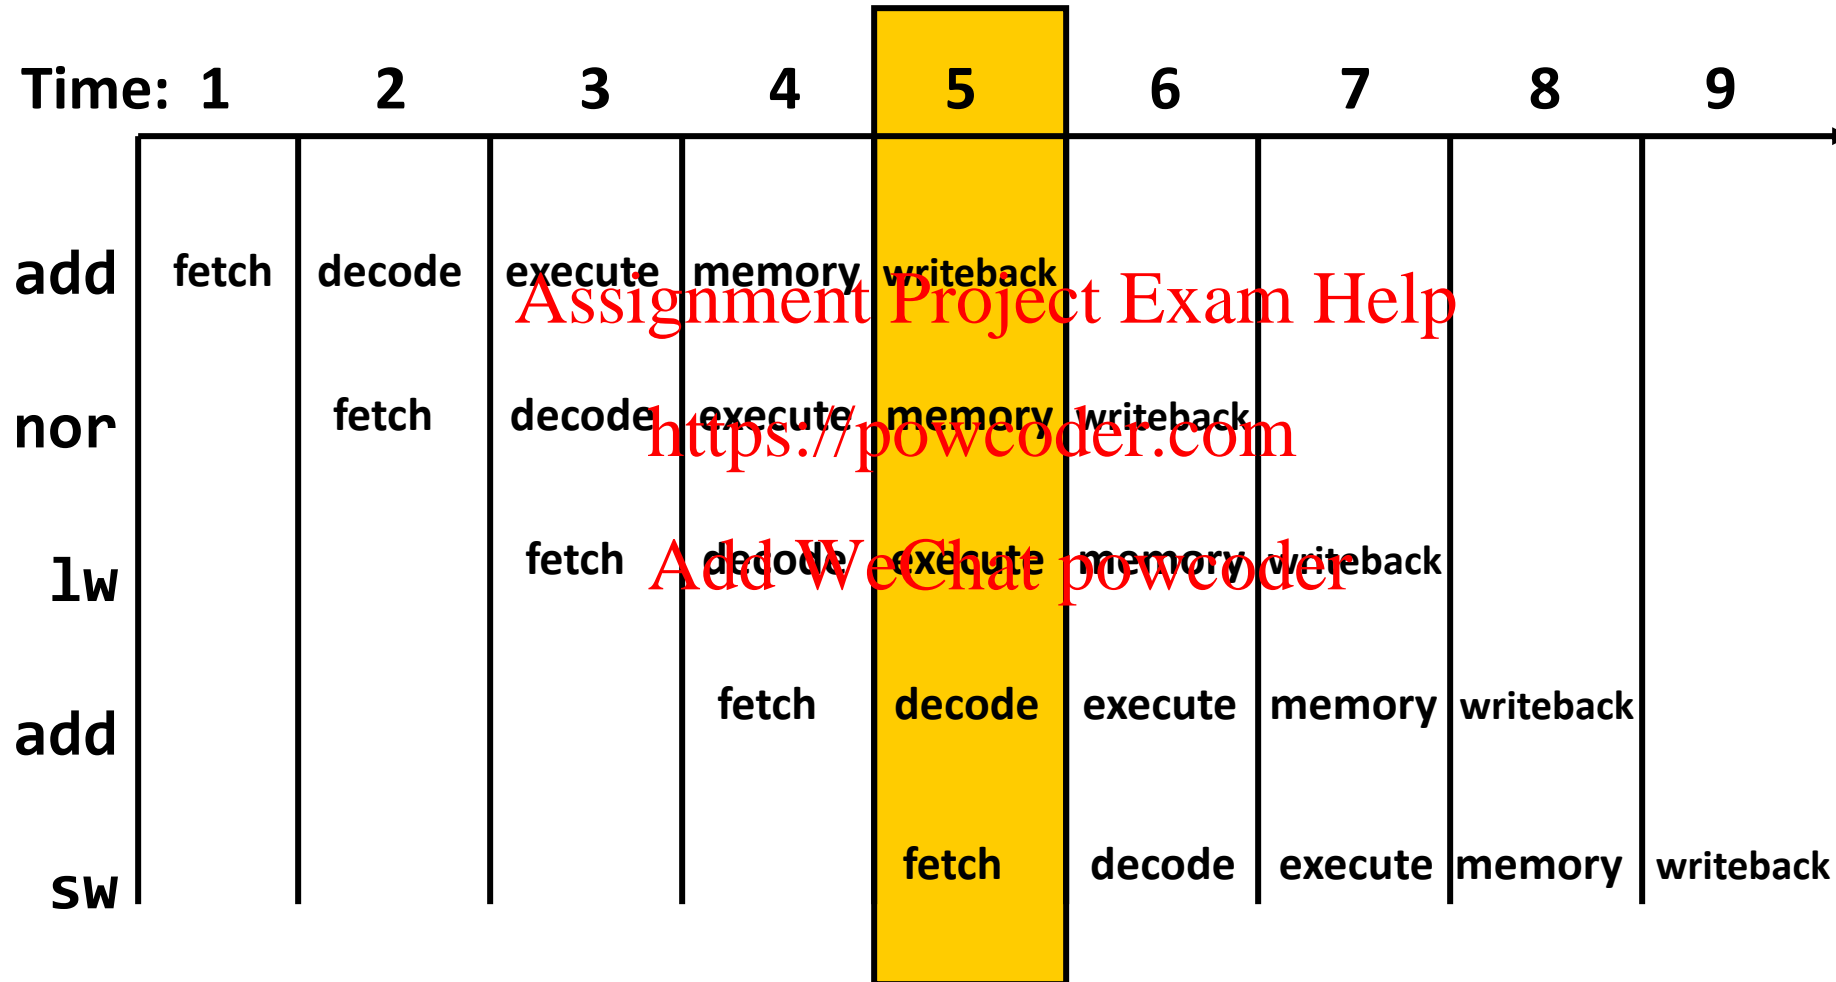 Time: 1 2 3 4 5 6 7 8 9
add fetch decode execute memory writeback
Assignment Project Exam Help
nor fetch decode execute memory writeback
https://powcoder.com
lw fetch decode execute memory writeback
Add WeChat powcoder
add fetch decode execute memory writeback
sw fetch decode execute memory writeback